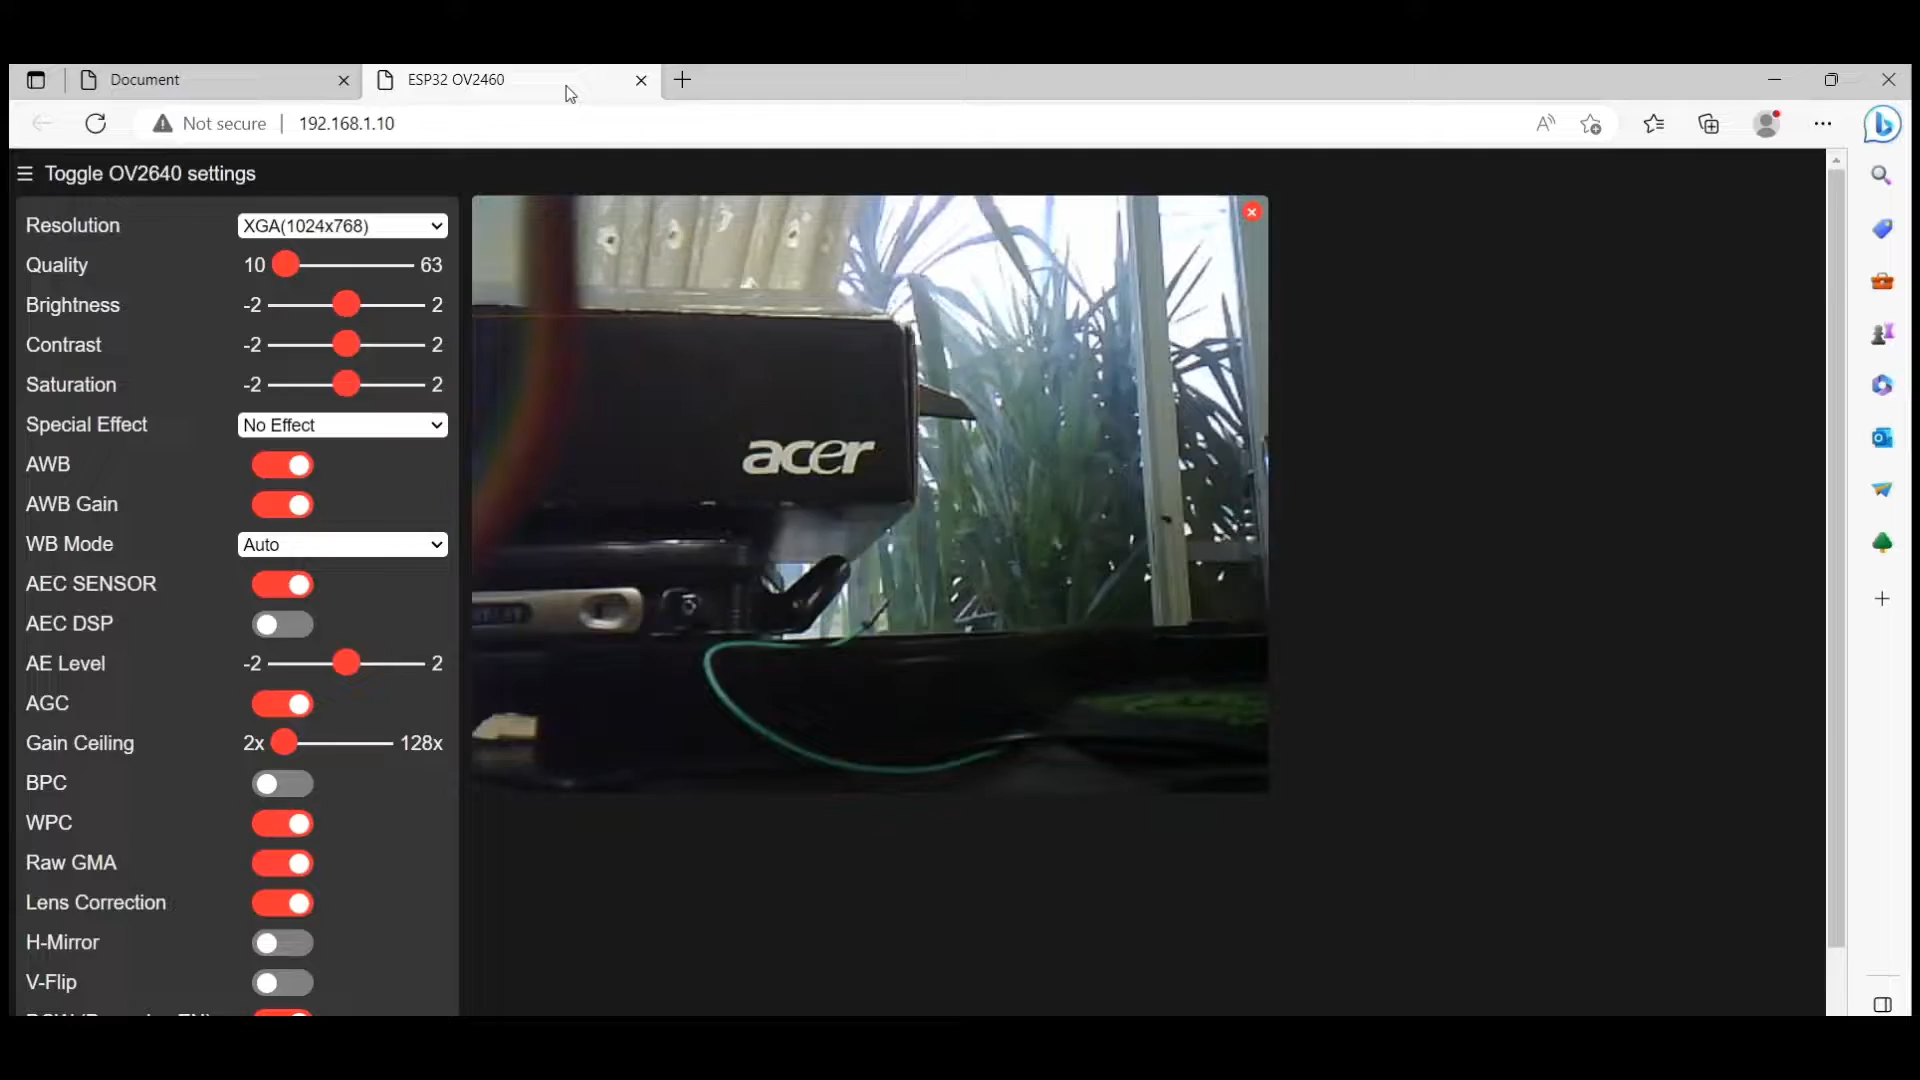 Document
ESP32 OV2460
Not secure
192.168.1.10
Toggle OV2640 settings
Resolution XGA(1024x768)
Quality 10 63
Brightness -2 2
Contrast -2 2
Saturation -2 2
Special Effect No Effect
AWB
AWB Gain
WB Mode Auto
AEC SENSOR
AEC DSP
AE Level -2 2
AGC
Gain Ceiling 2x 128x
BPC
WPC
Raw GMA
Lens Correction
H-Mirror
V-Flip
acer